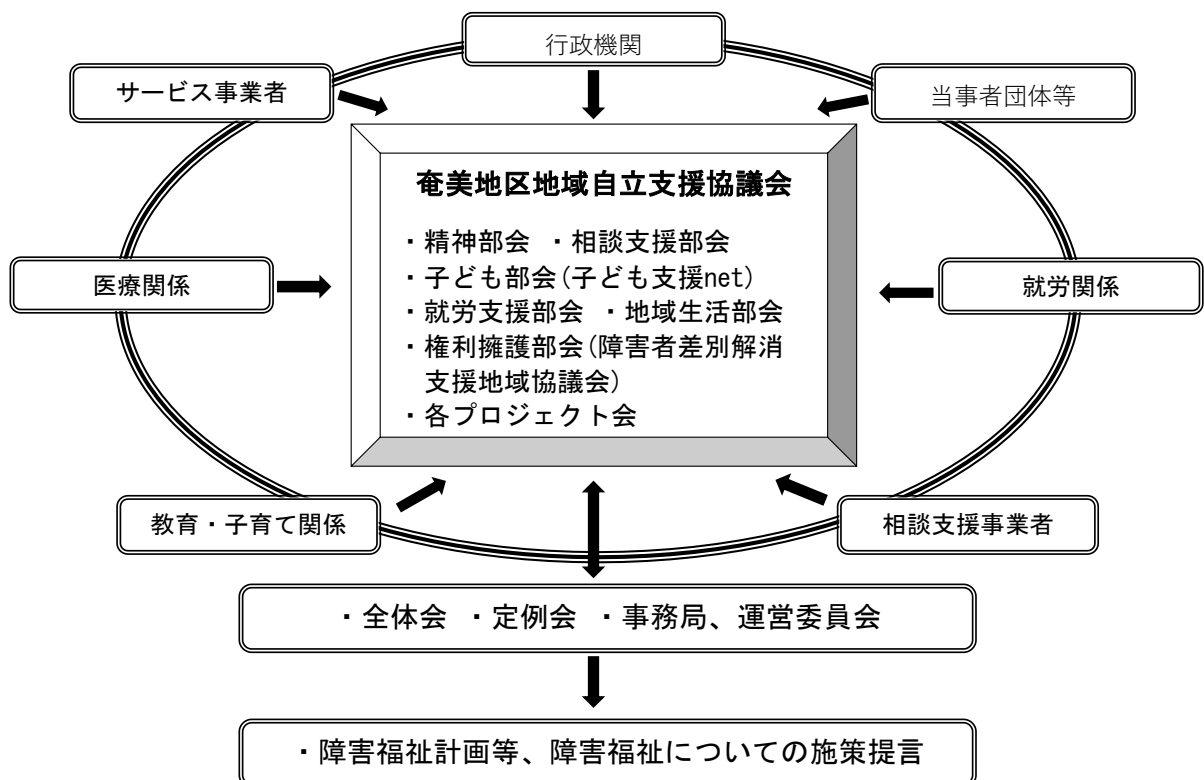 行政機関
サービス事業者
当事者団体等
奄美地区地域自立支援協議会
・精神部会 ・相談支援部会
・子ども部会(子ども支援net)
・就労支援部会 ・地域生活部会
・権利擁護部会(障害者差別解消
支援地域協議会)
・各プロジェクト会
医療関係
就労関係
教育・子育て関係
相談支援事業者
・全体会 ・定例会 ・事務局、運営委員会
・障害福祉計画等、障害福祉についての施策提言